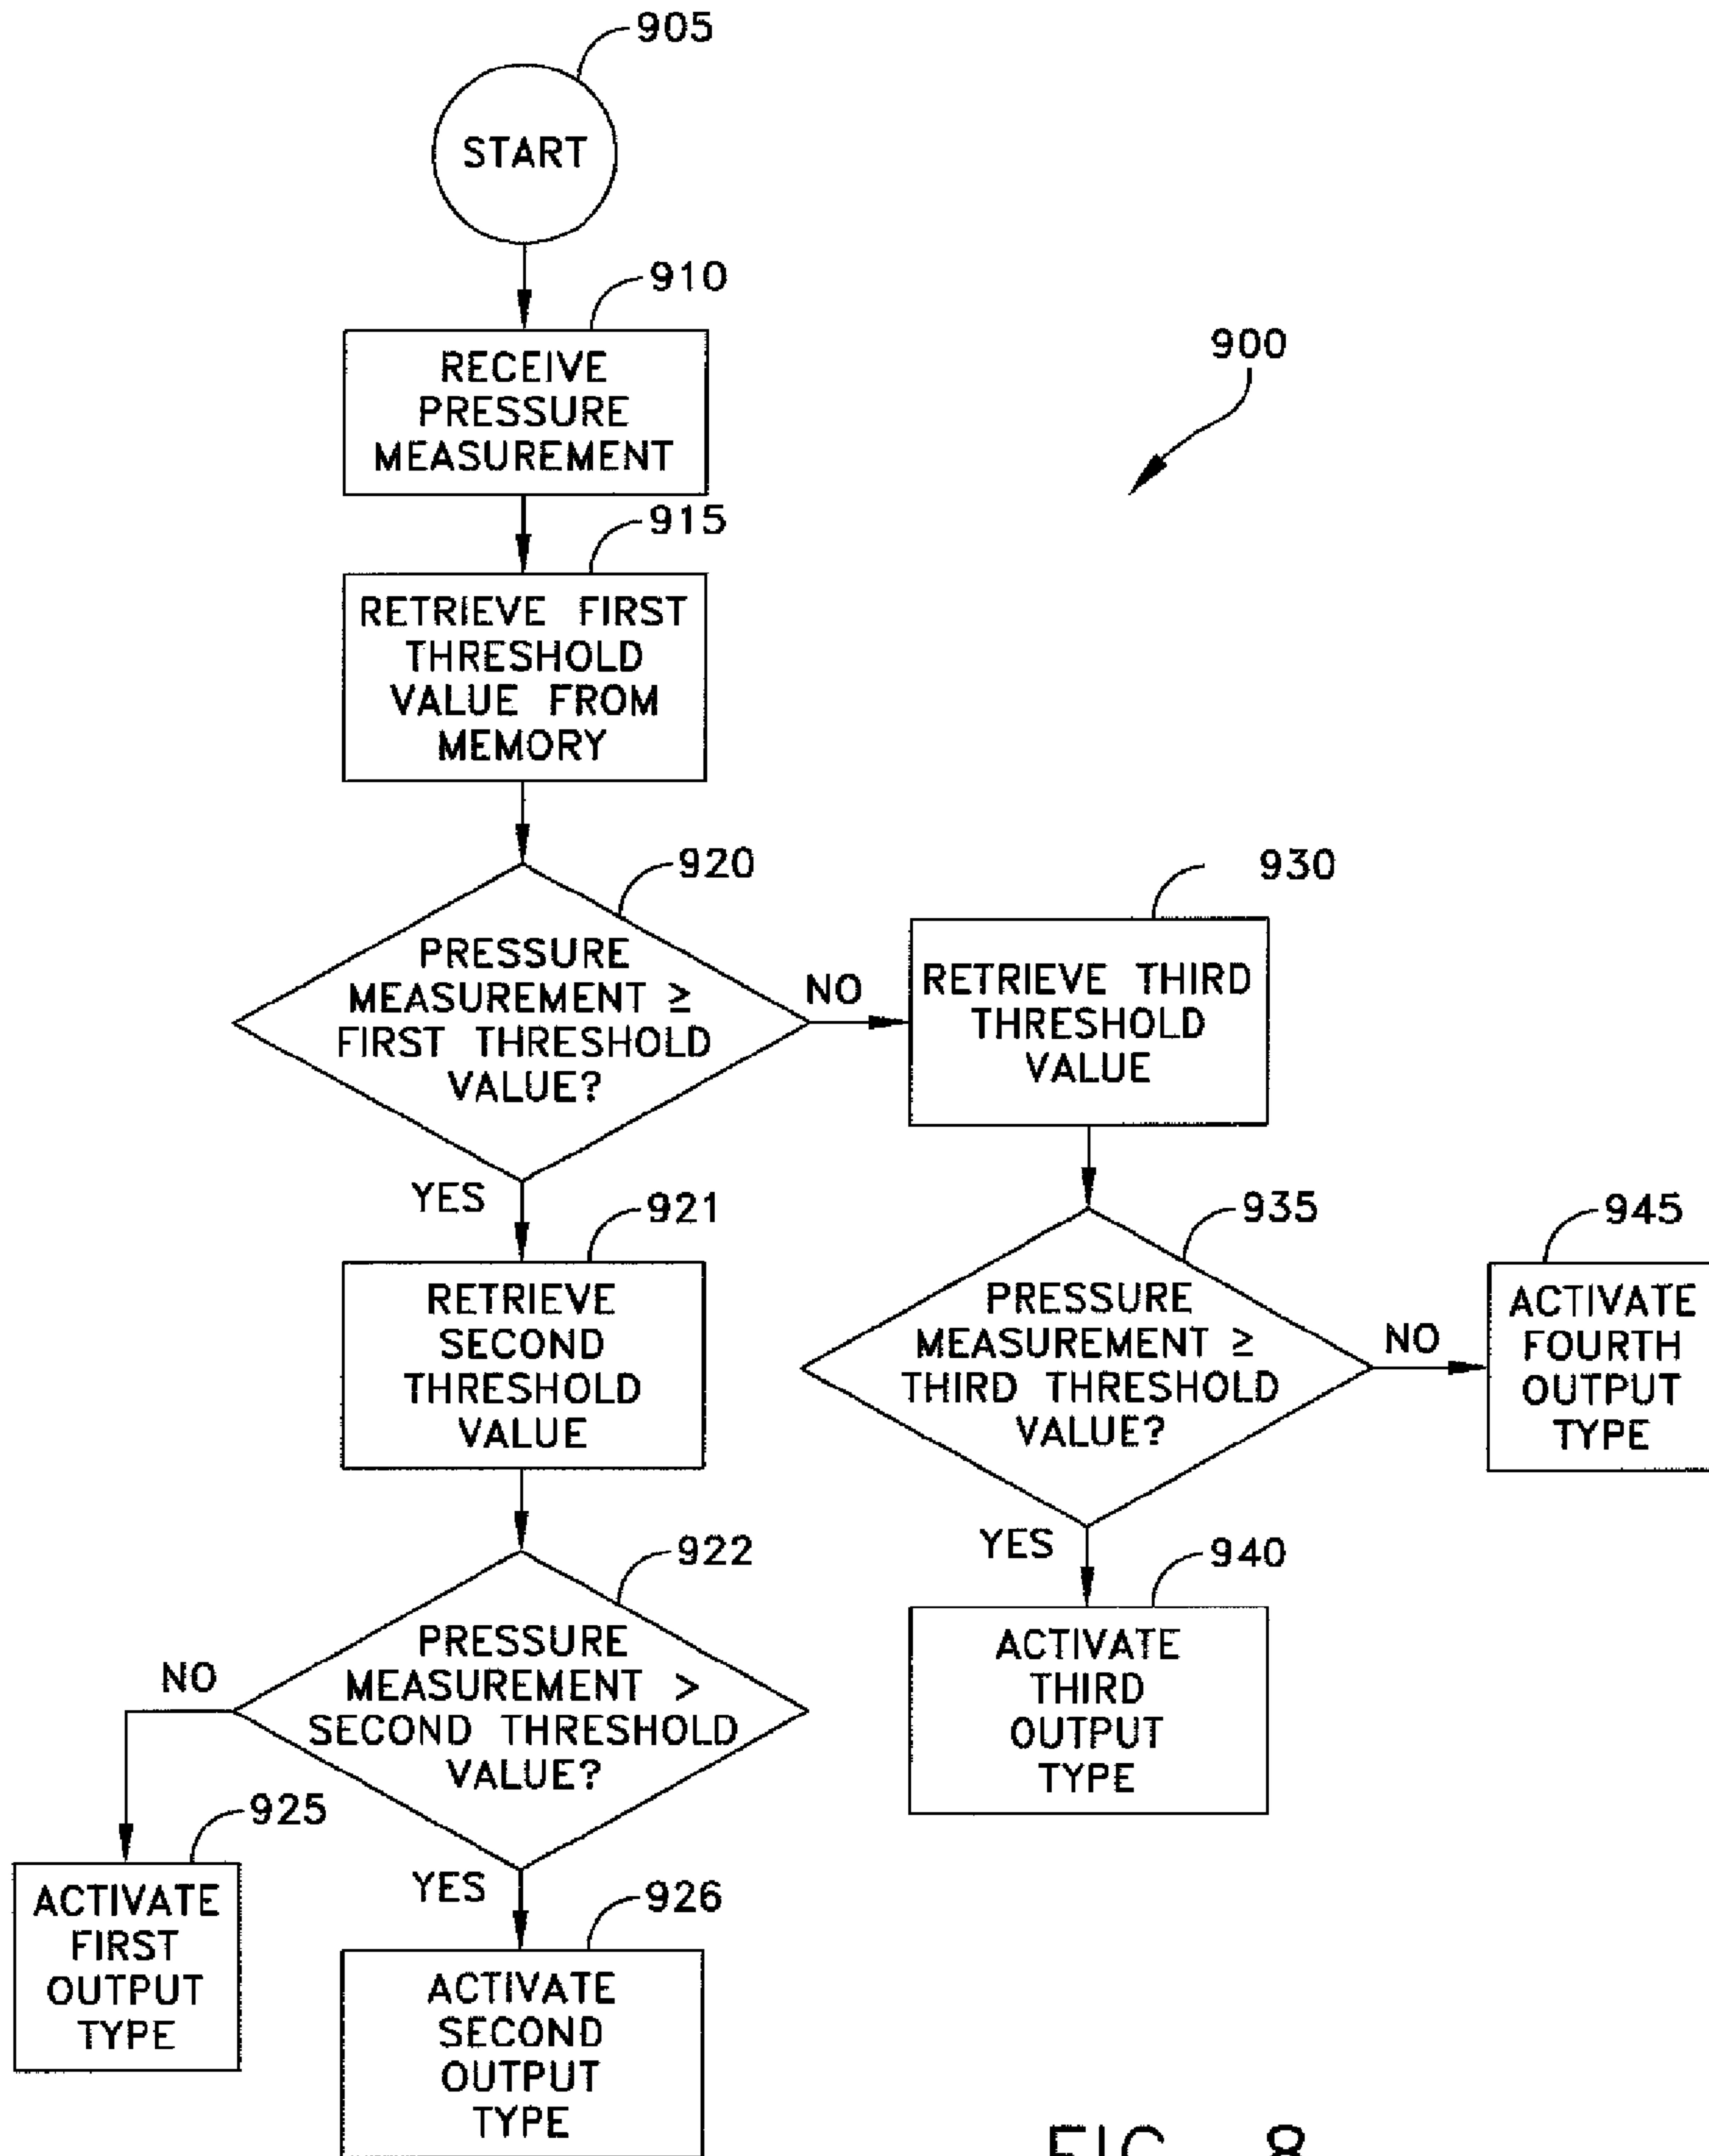 905
START
910
RECEIVE
PRESSURE
MEASUREMENT
900
915
RETRIEVE FIRST
THRESHOLD
VALUE FROM
MEMORY
920
PRESSURE
MEASUREMENT ≥
FIRST THRESHOLD
VALUE?
NO
930
RETRIEVE THIRD
THRESHOLD
VALUE
YES
921
RETRIEVE
SECOND
THRESHOLD
VALUE
935
PRESSURE
MEASUREMENT ≥
THIRD THRESHOLD
VALUE?
NO
945
ACTIVATE
FOURTH
OUTPUT
TYPE
YES
940
ACTIVATE
THIRD
OUTPUT
TYPE
922
PRESSURE
MEASUREMENT >
SECOND THRESHOLD
VALUE?
NO
925
ACTIVATE
FIRST
OUTPUT
TYPE
YES
926
ACTIVATE
SECOND
OUTPUT
TYPE
FIG. 8